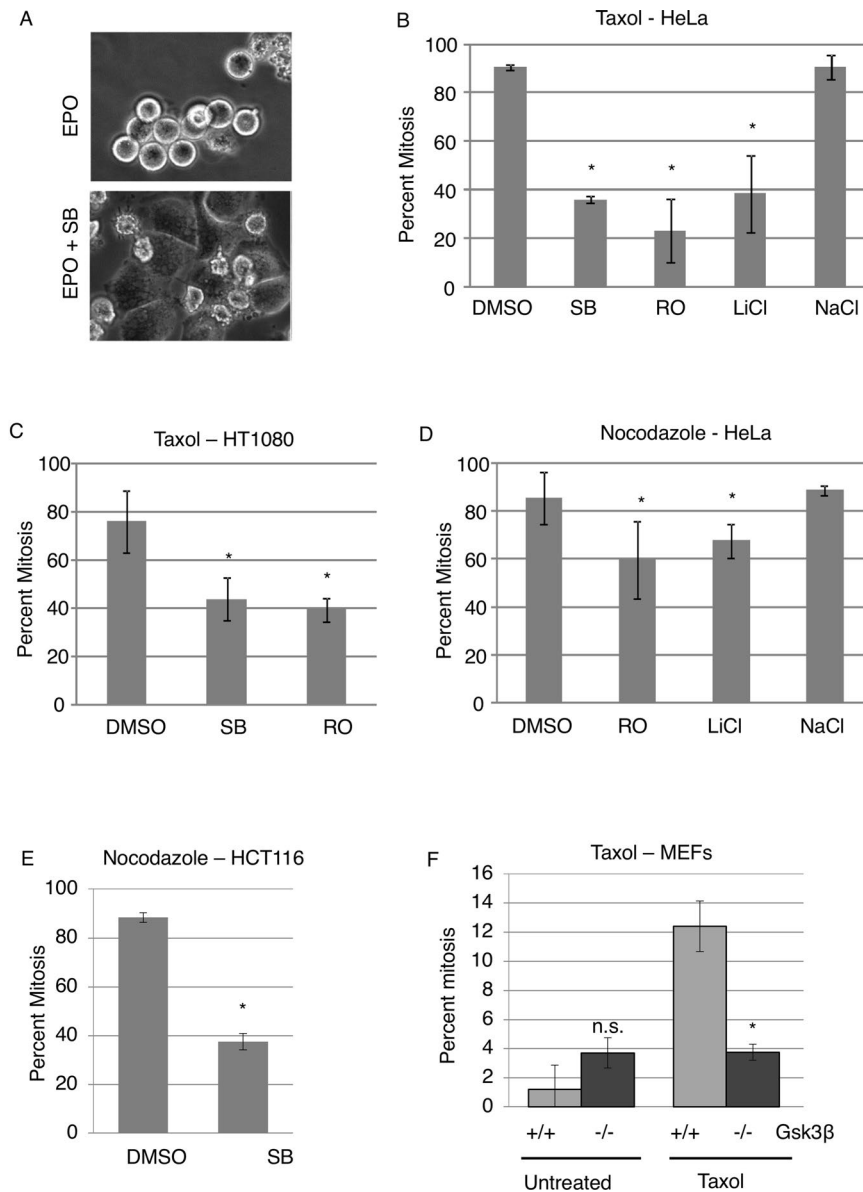 A
EPO
EPO + SB
B
Taxol - HeLa
Percent Mitosis
100
80
60
40
20
0
*
*
*
DMSO
SB
RO
LiCl
NaCl
C
Taxol – HT1080
Percent Mitosis
100
80
60
40
20
0
*
*
DMSO
SB
RO
D
Nocodazole - HeLa
Percent Mitosis
100
80
60
40
20
0
*
*
DMSO
RO
LiCl
NaCl
E
Nocodazole – HCT116
Percent Mitosis
100
80
60
40
20
0
*
DMSO
SB
F
Taxol – MEFs
Percent mitosis
16
14
12
10
8
6
4
2
0
n.s.
*
+/+
-/-
+/+
-/-
Gsk3β
Untreated
Taxol